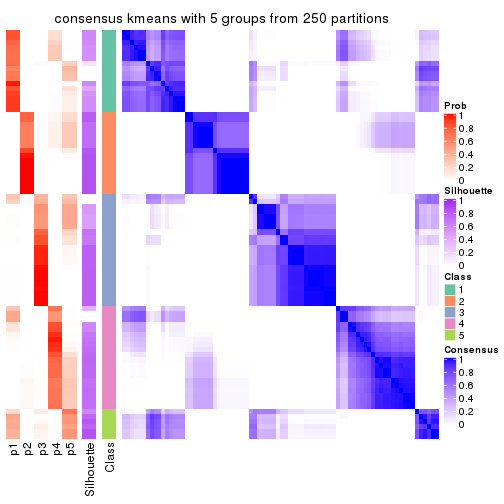 consensus kmeans with 5 groups from 250 partitions
Prob
1
0.8
0.6
0.4
0.2
0
Silhouette
1
0.8
0.6
0.4
0.2
0
Class
1
2
3
4
5
Consensus
1
0.8
0.6
0.4
0.2
0
p1
p2
p3
p4
p5
Silhouette
Class